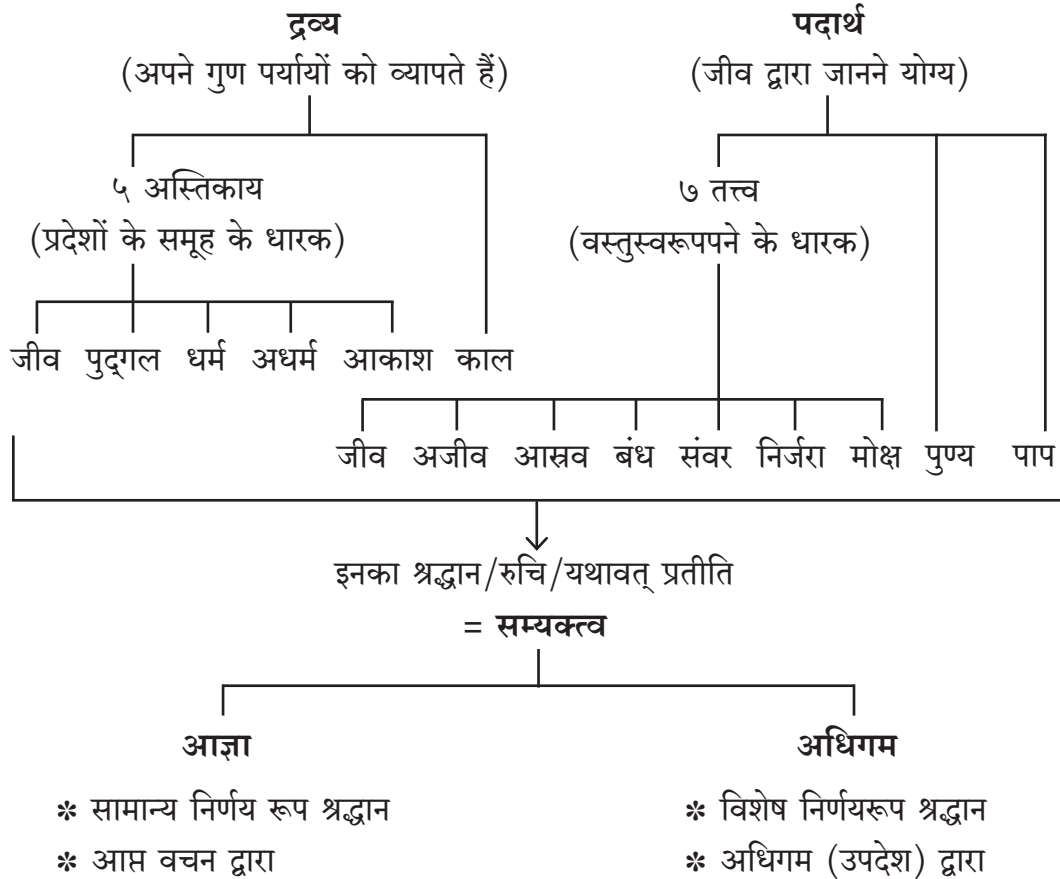 द्रव्य पदार्थ
(अपने गुण पर्यायों को व्यापते हैं) (जीव द्वारा जानने योग्य)
५ अस्तिकाय ७ तत्त्व
(प्रदेशों के समूह के धारक) (वस्तुस्वरूपपने के धारक)
जीव पुद्‌गल धर्म अधर्म आकाश काल
जीव अजीव आस्रव बंध संवर निर्जरा मोक्ष पुण्य पाप
इनका श्रद्धान/रुचि/यथावत् प्रतीति
= सम्यक्त्व
आज्ञा अधिगम
* सामान्य निर्णय रूप श्रद्धान * विशेष निर्णयरूप श्रद्धान
* आप्त वचन द्वारा * अधिगम (उपदेश) द्वारा